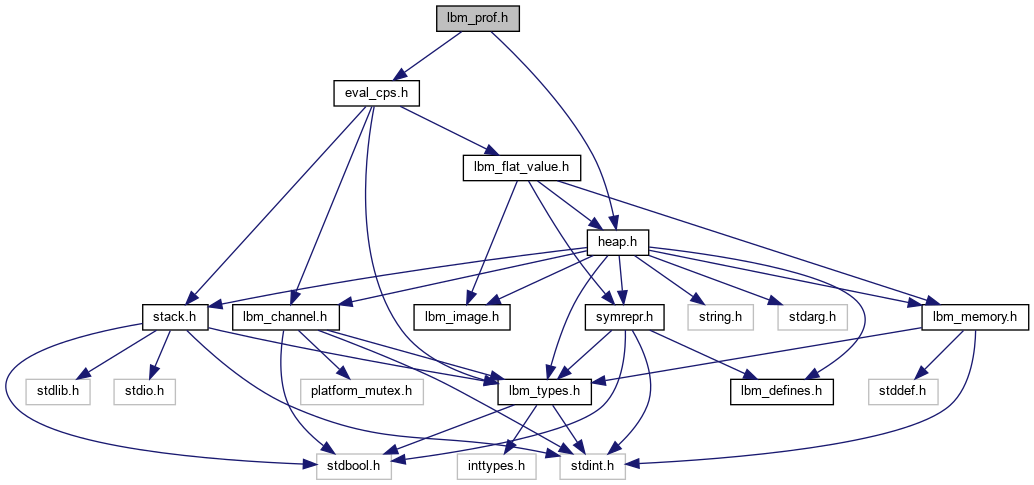 lbm_prof.h
eval_cps.h
lbm_flat_value.h
heap.h
stack.h
lbm_channel.h
lbm_image.h
symrepr.h
string.h
stdarg.h
lbm_memory.h
stdlib.h
stdio.h
platform_mutex.h
lbm_types.h
lbm_defines.h
stddef.h
stdbool.h
inttypes.h
stdint.h